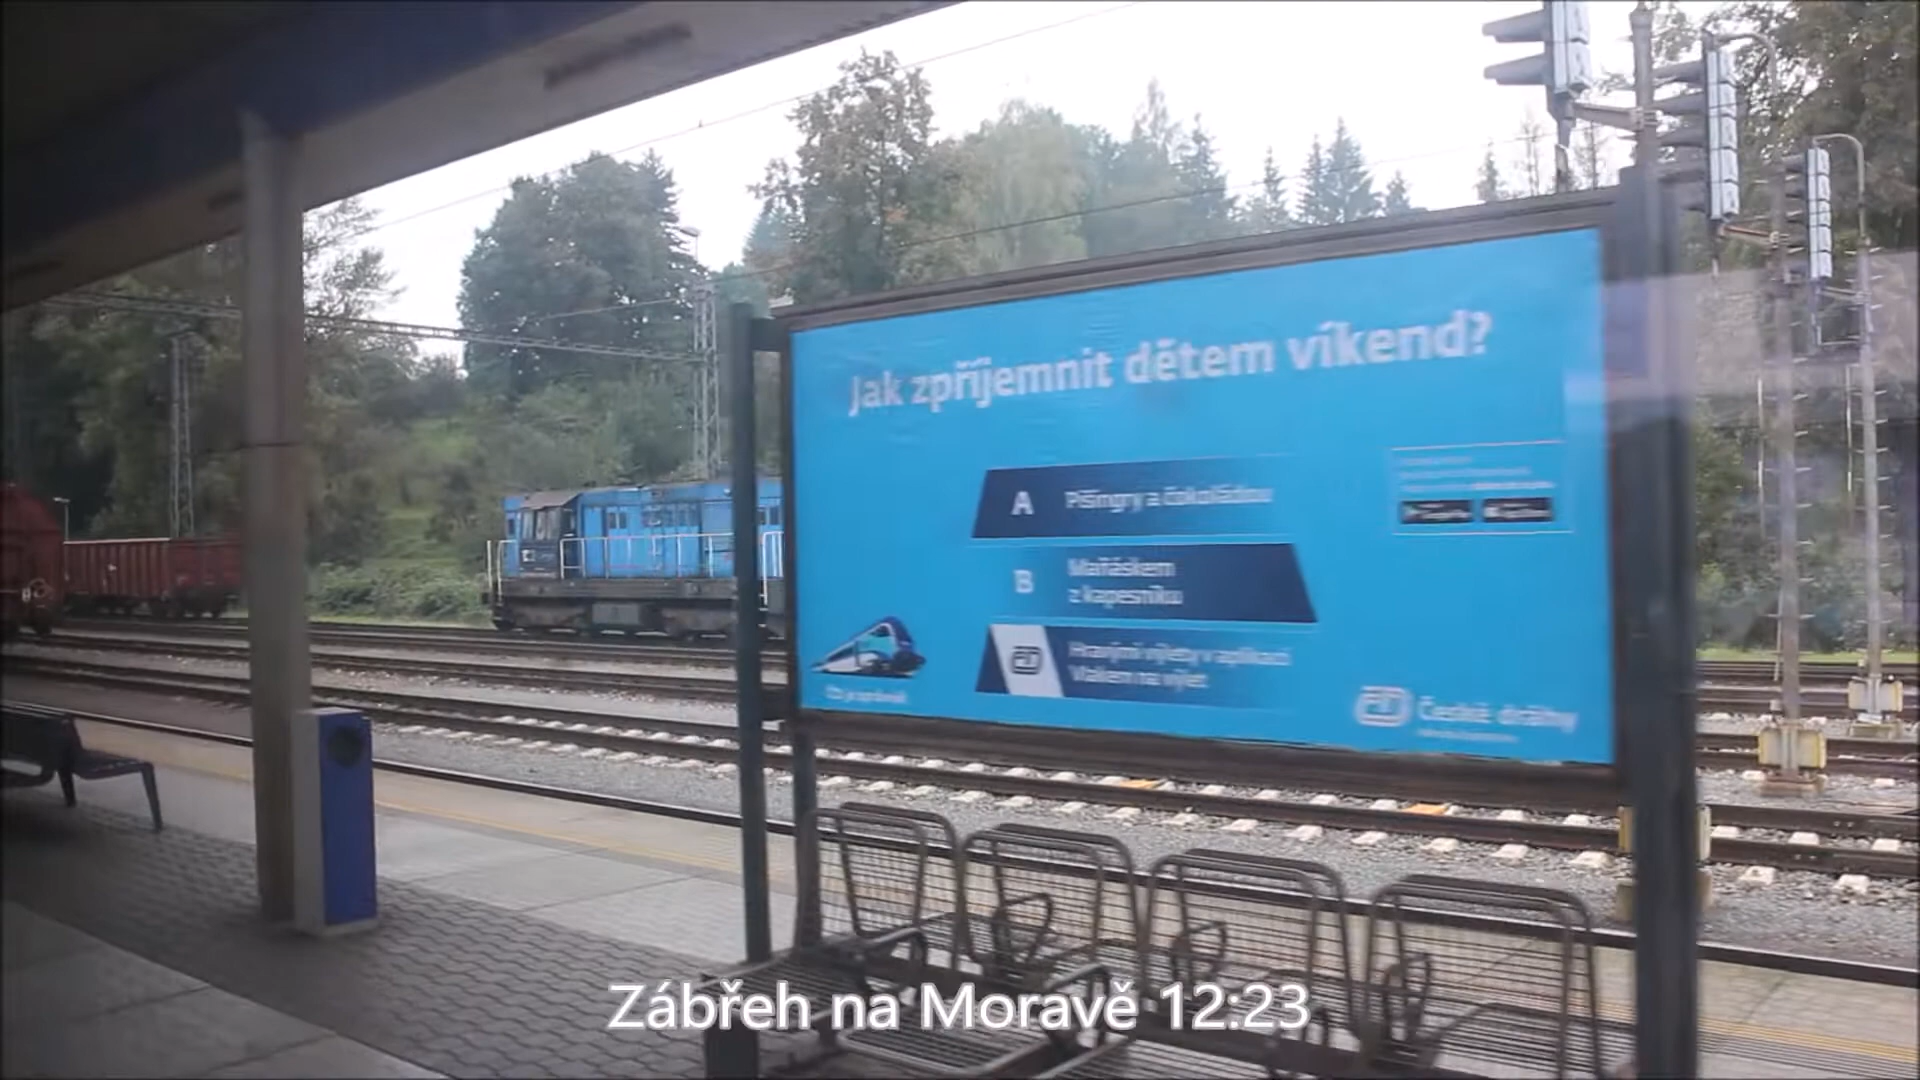 Jak zpříjemnit dětem víkend?
A
Pišingry a čokoládou
B
Maňáskem
z kapesníku
Hravými výlety v aplikaci
Vlakem na výlet
České dráhy
Zábřeh na Moravě 12:23